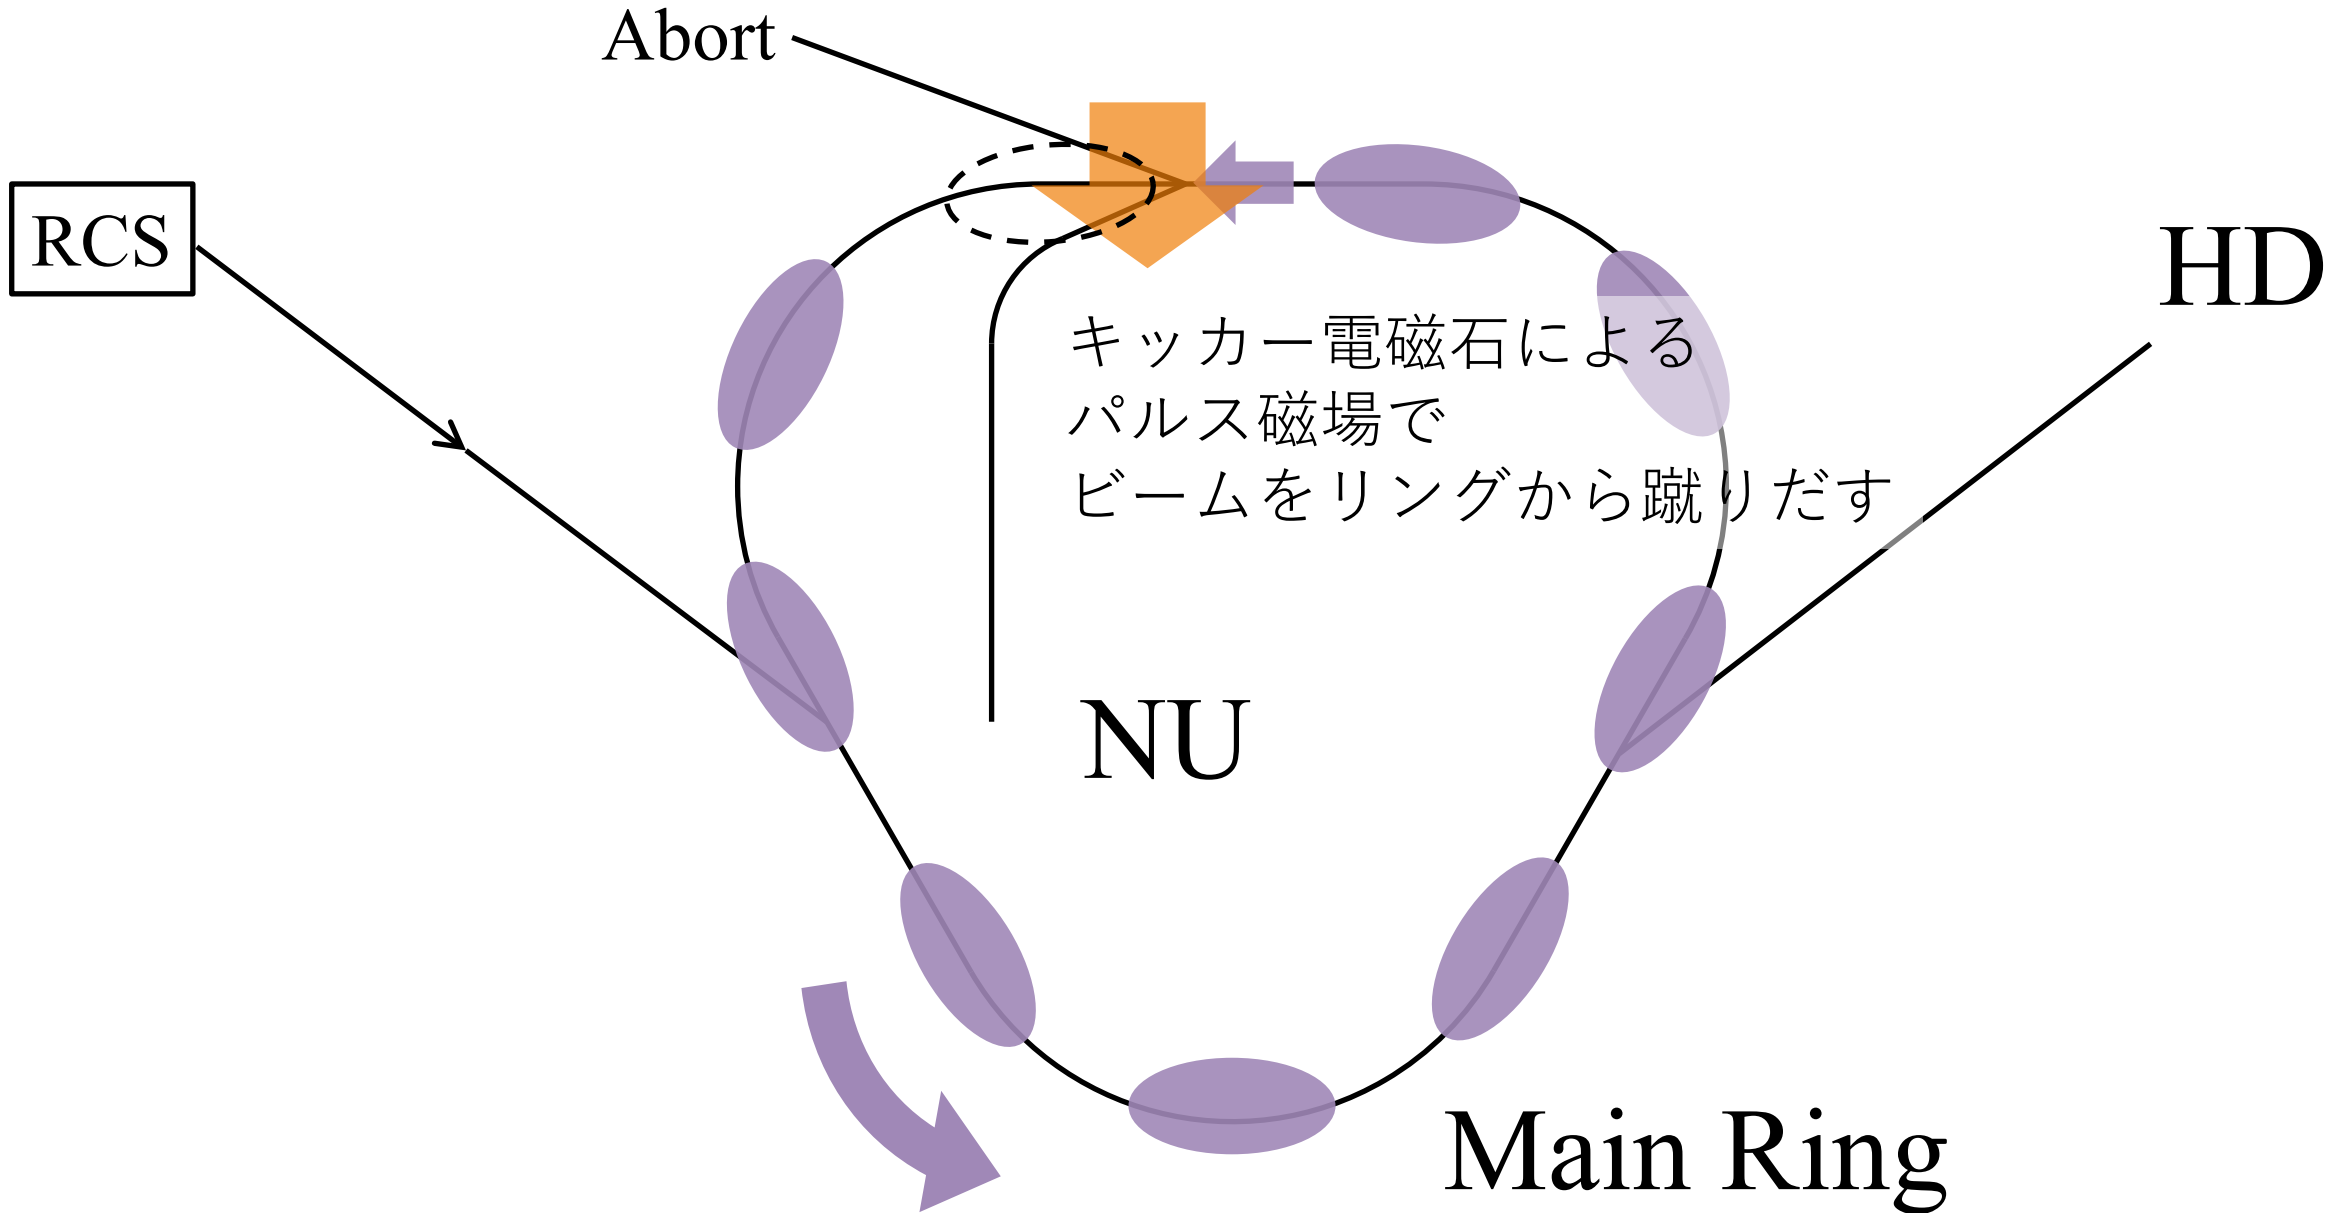 Abort
RCS
HD
キッカー電磁石による
パルス磁場で
ビームをリングから蹴りだす
NU
Main Ring